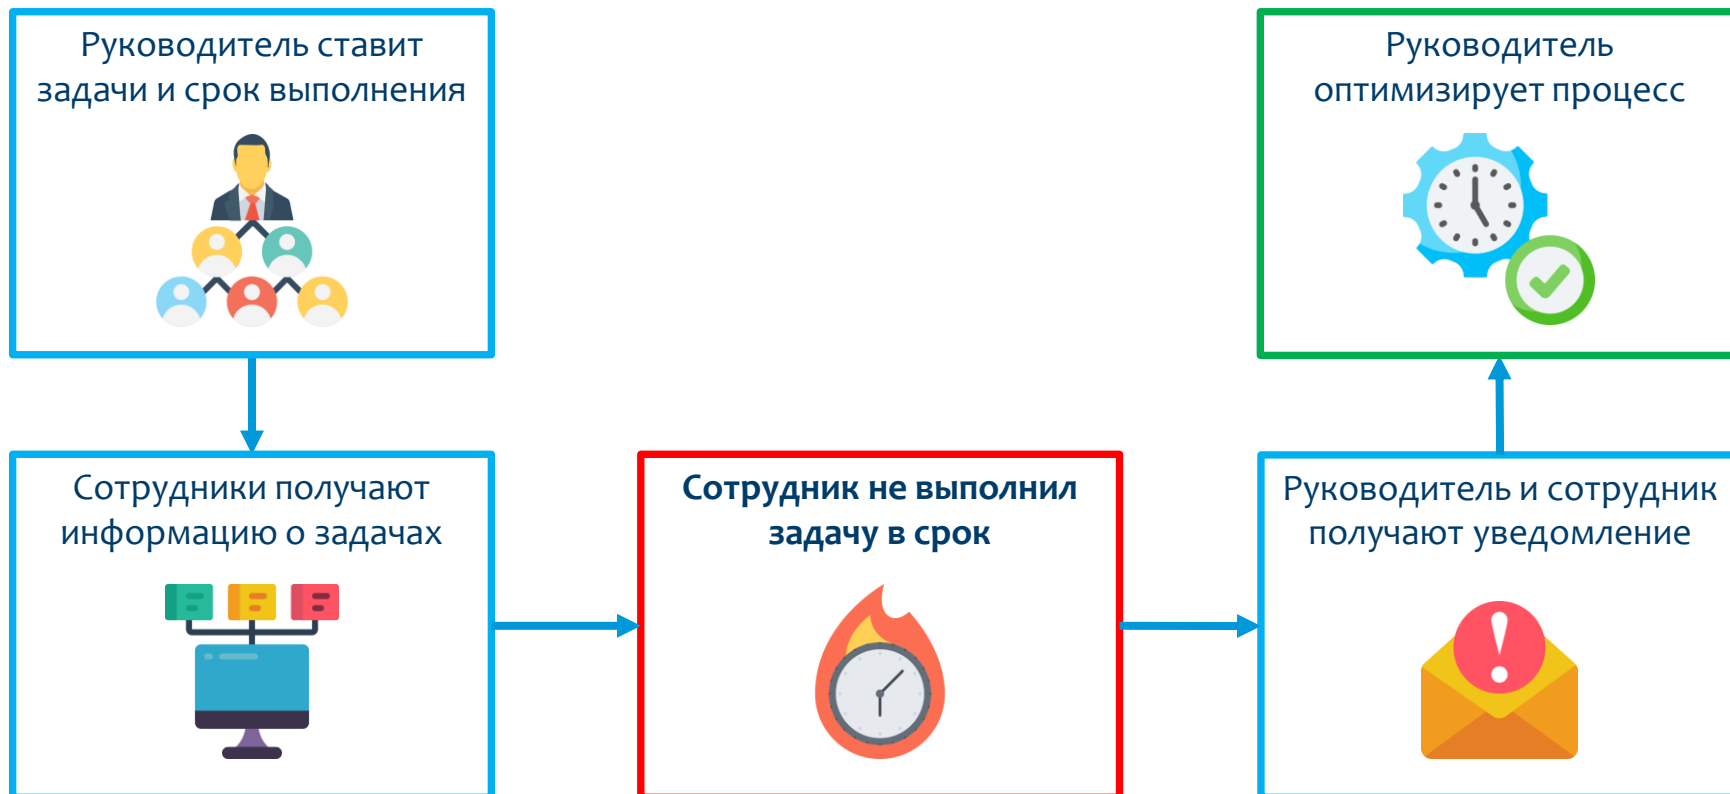 Руководитель ставит
задачи и срок выполнения
Сотрудники получают
информацию о задачах
Сотрудник не выполнил
задачу в срок
Руководитель и сотрудник
получают уведомление
Руководитель
оптимизирует процесс